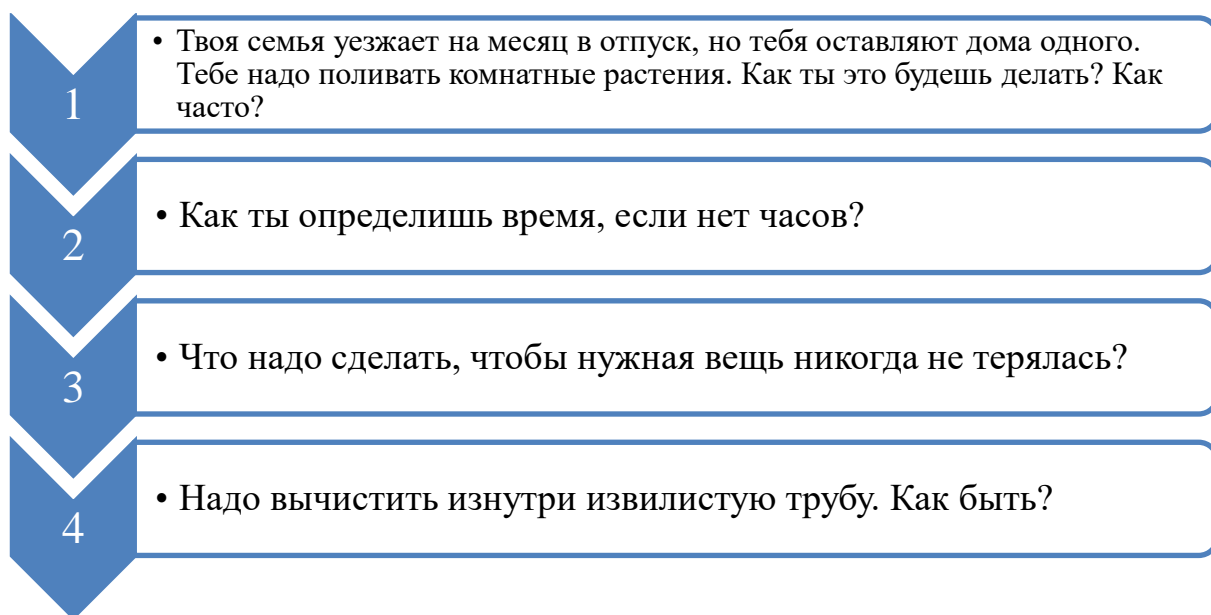 1
• Твоя семья уезжает на месяц в отпуск, но тебя оставляют дома одного.
Тебе надо поливать комнатные растения. Как ты это будешь делать? Как
часто?
2
• Как ты определишь время, если нет часов?
3
• Что надо сделать, чтобы нужная вещь никогда не терялась?
4
• Надо вычистить изнутри извилистую трубу. Как быть?